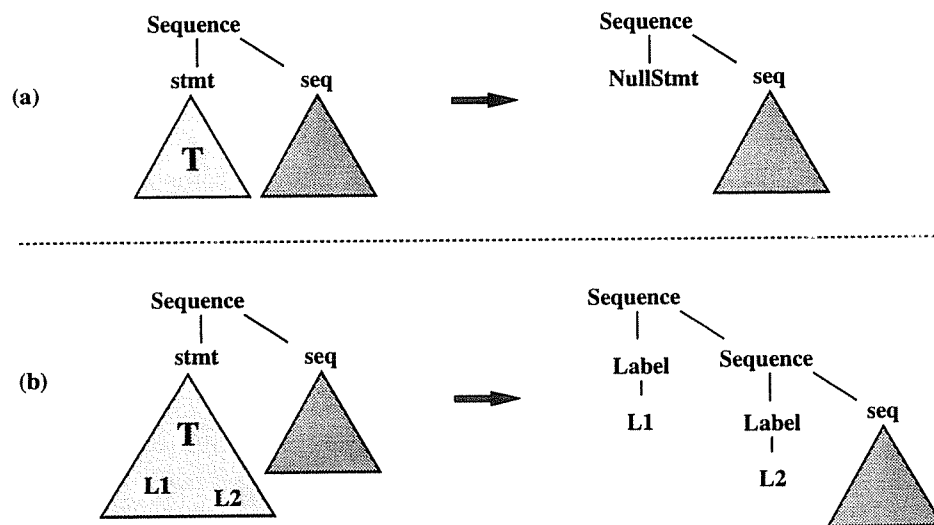 Sequence
Sequence
stmt
seq
NullStmt
seq
(a)
T
Sequence
Sequence
stmt
seq
Label
Sequence
(b)
T
L1
L2
L1
Label
seq
L2